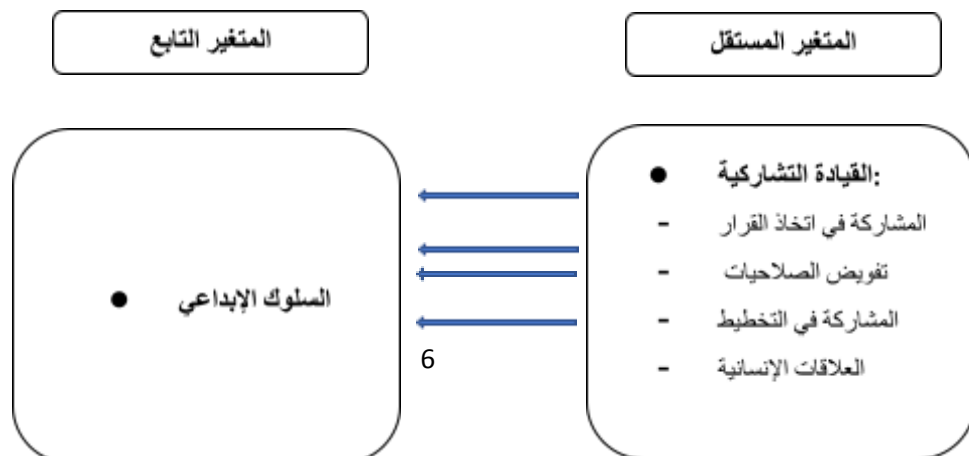 المتغير المستقل
المتغير التابع
● القيادة التشاركية:
- المشاركة في اتخاذ القرار
- تفويض الصلاحيات
- المشاركة في التخطيط
- العلاقات الإنسانية
● السلوك الإبداعي
6